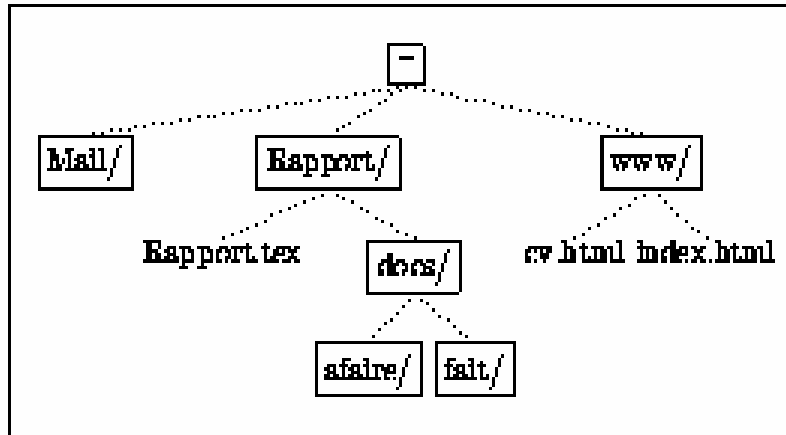 ~
Mail/ Rapport/ www/
Rapport.tex docs/ cv.html index.html
afaire/ fait/